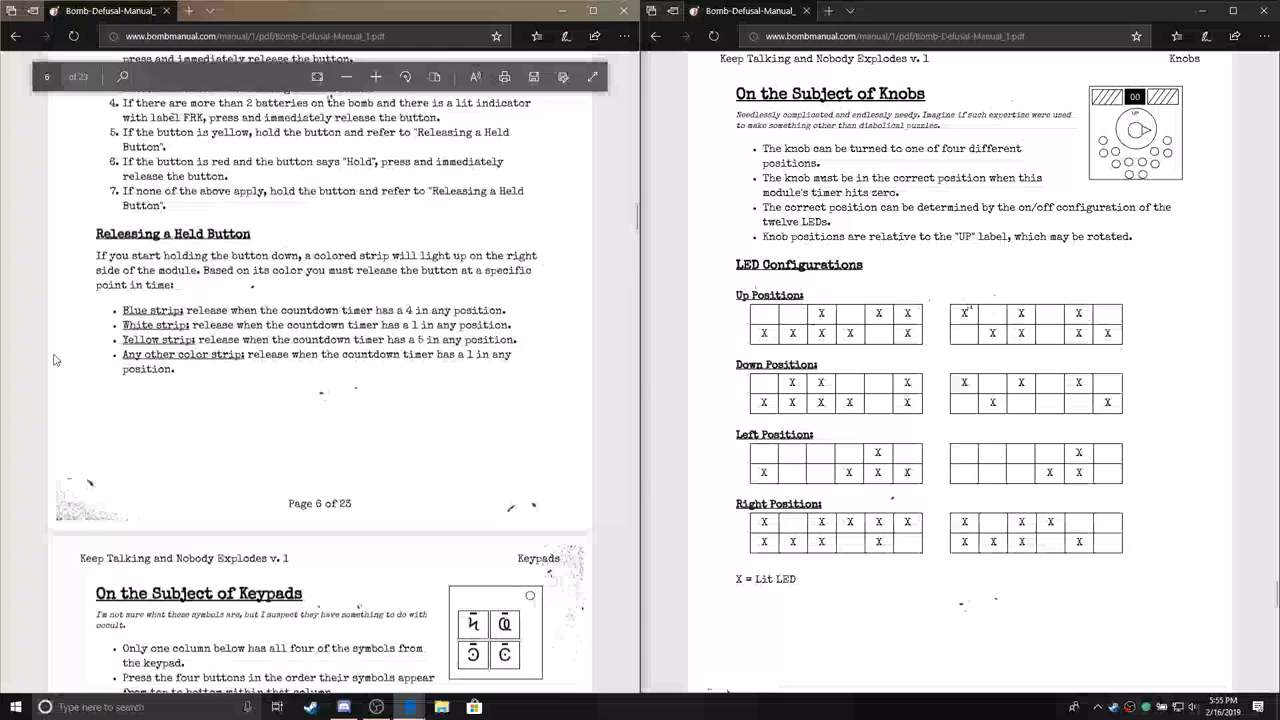 Bomb-Defusal-Manual_1.pdf
www.bombmanual.com/manual/1/pdf/Bomb-Defusal-Manual_1.pdf
press and immediately release the button.
6 of 23
4. If there are more than 2 batteries on the bomb and there is a lit indicator
with label FRK, press and immediately release the button.
5. If the button is yellow, hold the button and refer to "Releasing a Held
Button".
6. If the button is red and the button says "Hold", press and immediately
release the button.
7. If none of the above apply, hold the button and refer to "Releasing a Held
Button".
Releasing a Held Button
If you start holding the button down, a colored strip will light up on the right
side of the module. Based on its color you must release the button at a specific
point in time:
Blue strip: release when the countdown timer has a 4 in any position.
White strip: release when the countdown timer has a 1 in any position.
Yellow strip: release when the countdown timer has a 5 in any position.
Any other color strip: release when the countdown timer has a 1 in any
position.
Page 6 of 23
Keep Talking and Nobody Explodes v. 1 Keypads
On the Subject of Keypads
I'm not sure what these symbols are, but I suspect they have something to do with
occult.
Only one column below has all four of the symbols from
the keypad.
Press the four buttons in the order their symbols appear
from top to bottom within that column.
Bomb-Defusal-Manual_1.pdf
www.bombmanual.com/manual/1/pdf/Bomb-Defusal-Manual_1.pdf
Keep Talking and Nobody Explodes v. 1 Knobs
On the Subject of Knobs
Needlessly complicated and endlessly needy. Imagine if such expertise were used
to make something other than diabolical puzzles.
00
UP
The knob can be turned to one of four different
positions.
The knob must be in the correct position when this
module's timer hits zero.
The correct position can be determined by the on/off configuration of the
twelve LEDs.
Knob positions are relative to the "UP" label, which may be rotated.
LED Configurations
Up Position:
X X X X X X
X X X X X X X X X
Down Position:
X X X X X X
X X X X X X X
Left Position:
X X
X X X X X X
Right Position:
X X X X X X X X
X X X X X X X X
X = Lit LED
Type here to search
5:55 PM
2/16/2019